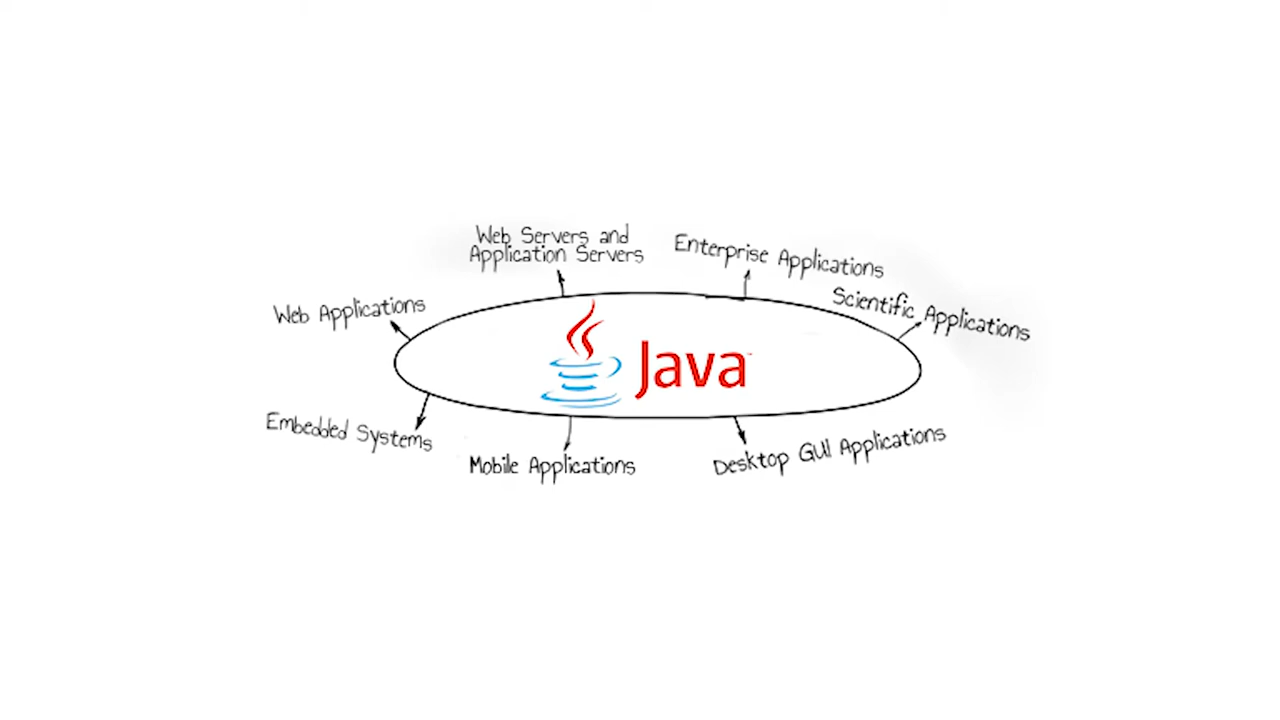 Web Servers and
Application Servers
Enterprise Applications
Scientific Applications
Web Applications
Java
Embedded Systems
Mobile Applications
Desktop GUI Applications